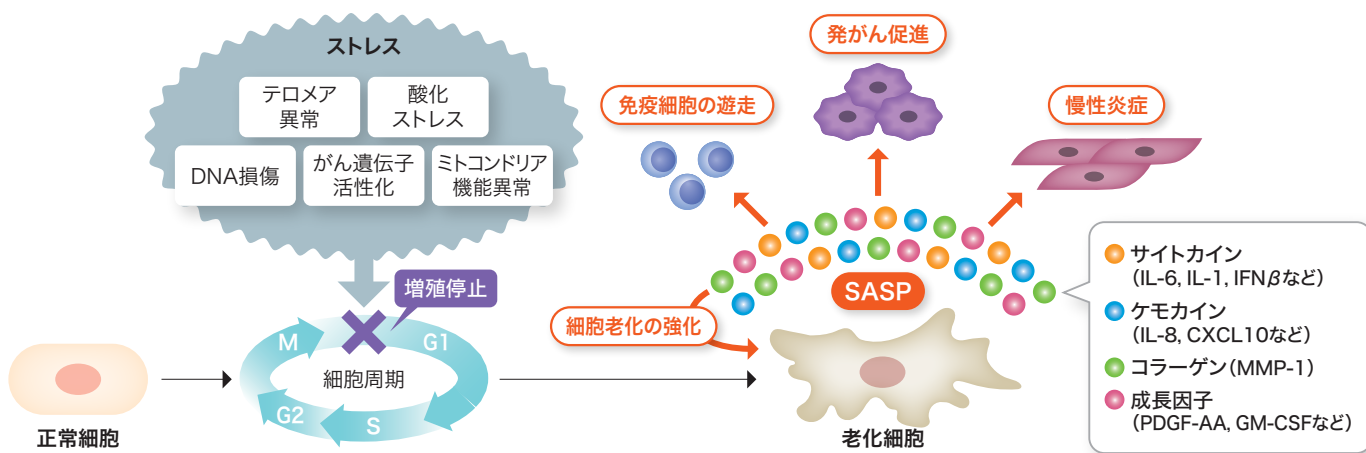 ストレス
テロメア
異常
酸化
ストレス
DNA損傷
がん遺伝子
活性化
ミトコンドリア
機能異常
増殖停止
M
G1
S
G2
細胞周期
正常細胞
免疫細胞の遊走
発がん促進
慢性炎症
SASP
細胞老化の強化
老化細胞
サイトカイン
(IL-6, IL-1, IFNβなど)
ケモカイン
(IL-8, CXCL10など)
コラーゲン(MMP-1)
成長因子
(PDGF-AA, GM-CSFなど)